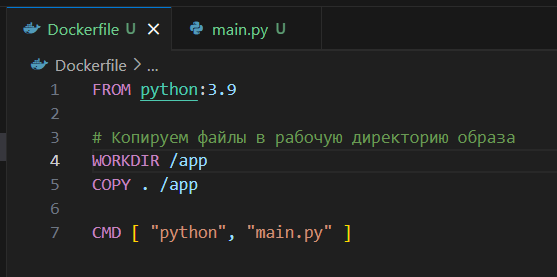 Dockerfile U × main.py U
Dockerfile > ...
1 FROM python:3.9
2
3 # Копируем файлы в рабочую директорию образа
4 WORKDIR /app
5 COPY . /app
6
7 CMD [ "python", "main.py" ]